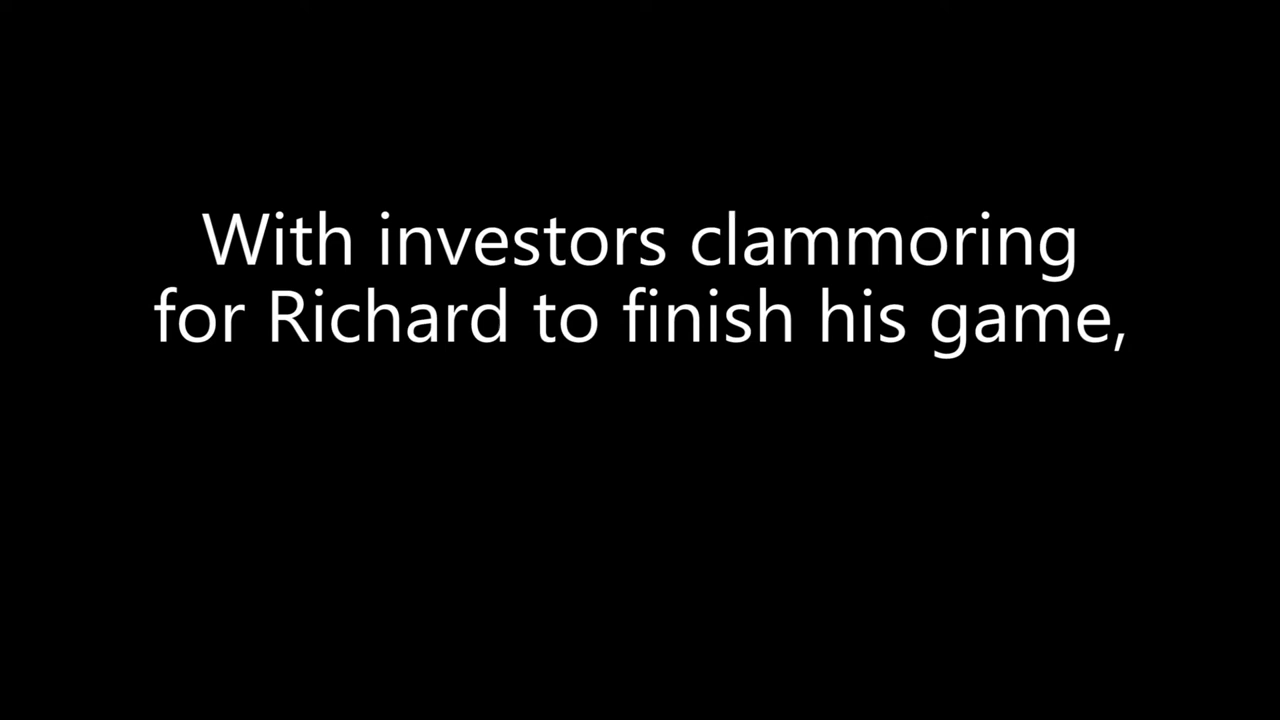 With investors clammoring
for Richard to finish his game,